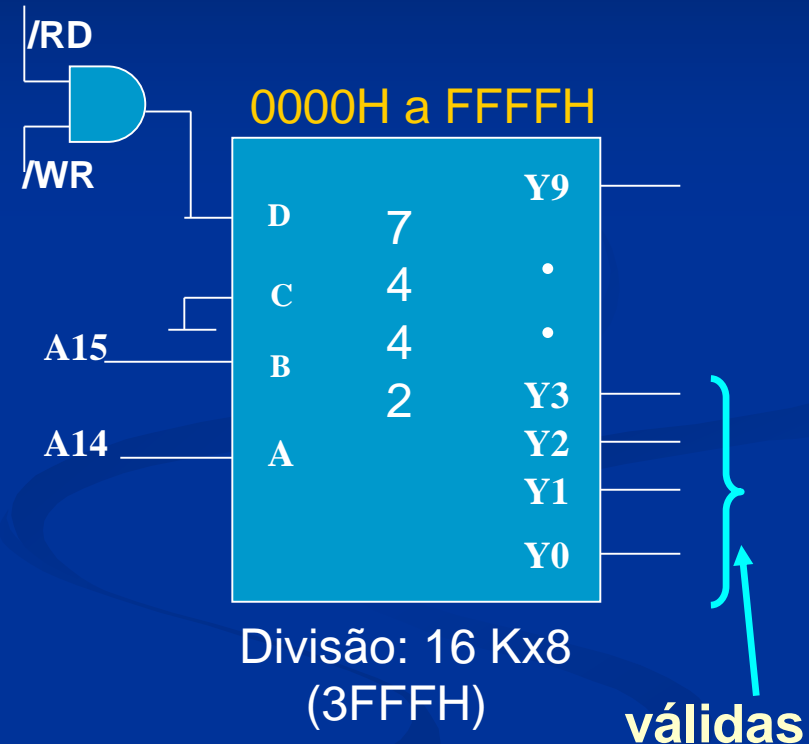 /RD
/WR
0000H a FFFFH
D
C
B
A
A15
A14
7
4
4
2
Y9
Y3
Y2
Y1
Y0
Divisão: 16 Kx8
(3FFFH)
válidas